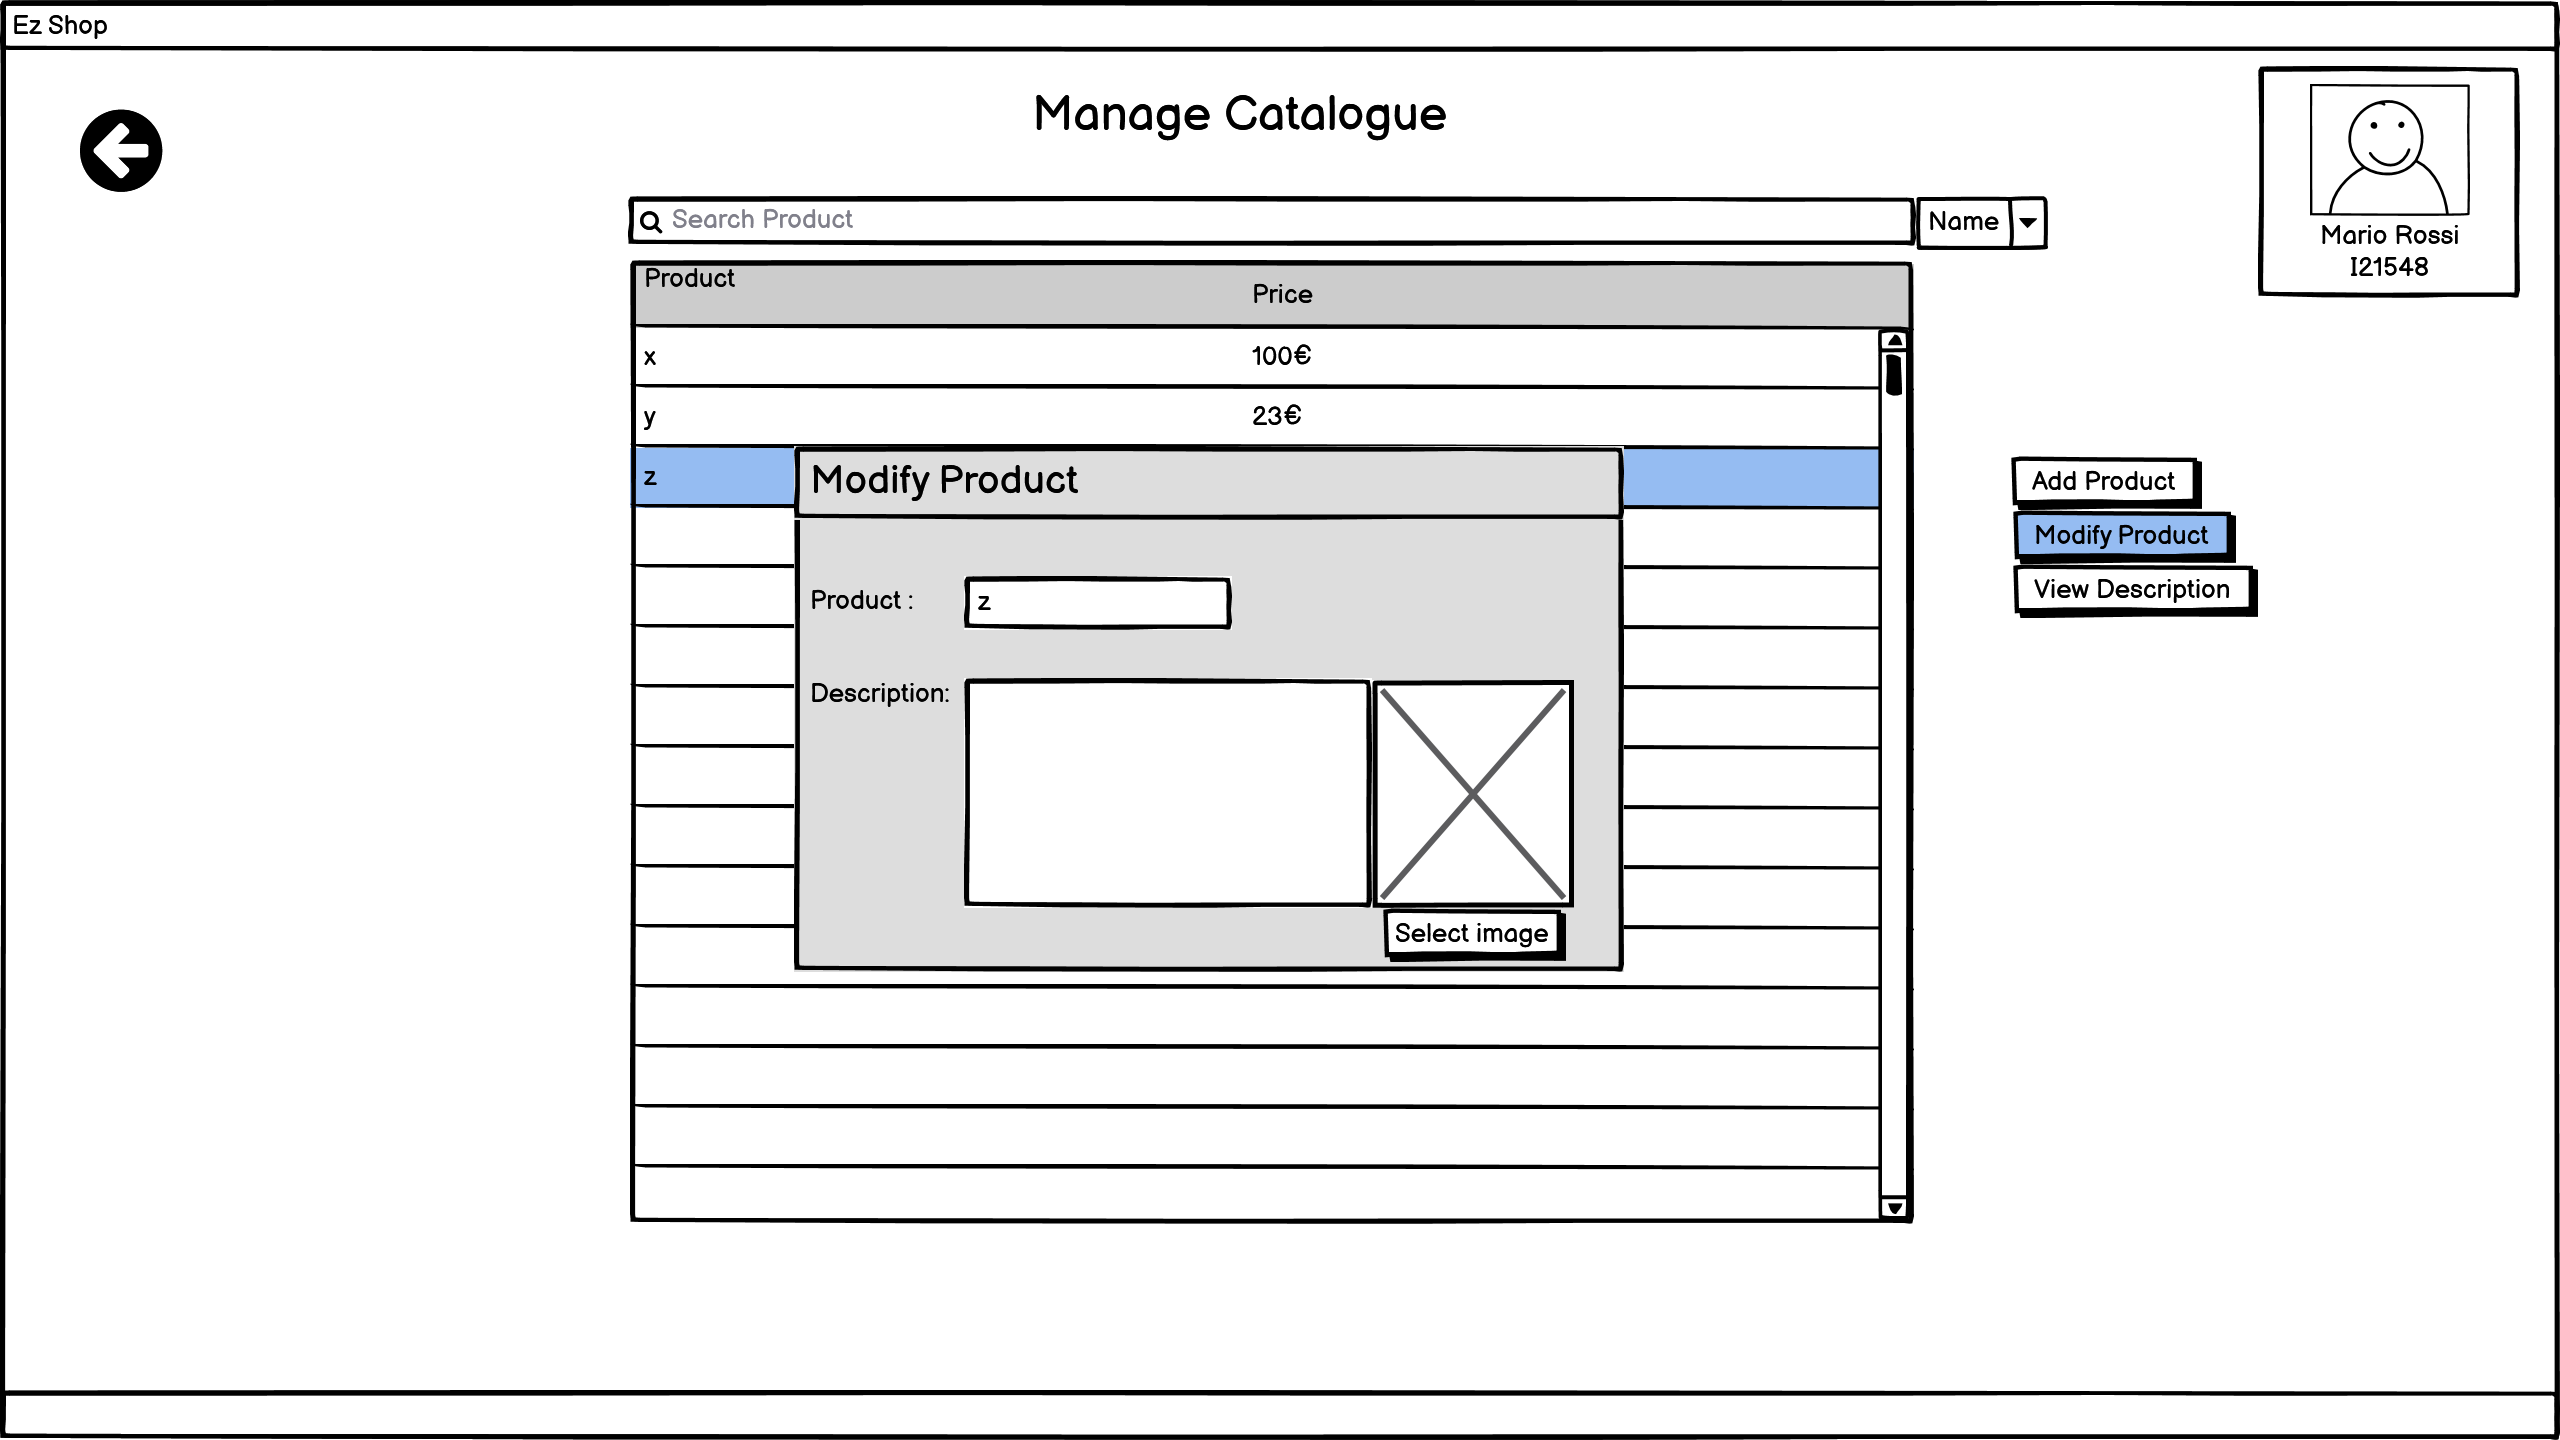 Ez Shop
Manage Catalogue
Search Product
Name
Mario Rossi
I21548
Product
Price
x
100€
y
23€
z
Modify Product
Product :
z
Description:
Select image
Add Product
Modify Product
View Description